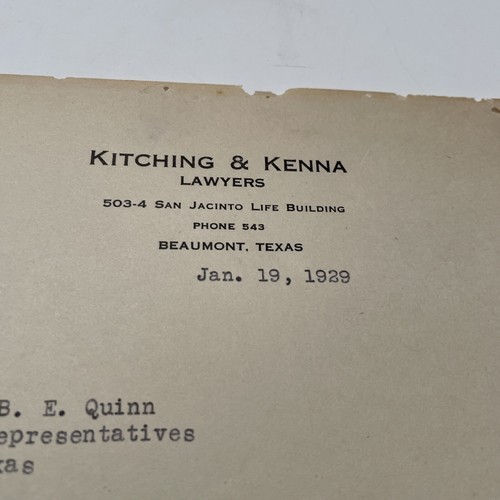 KITCHING & KENNA
LAWYERS
503-4 SAN JACINTO LIFE BUILDING
PHONE 543
BEAUMONT, TEXAS
Jan. 19, 1929
B. E. Quinn
epresentatives
xas